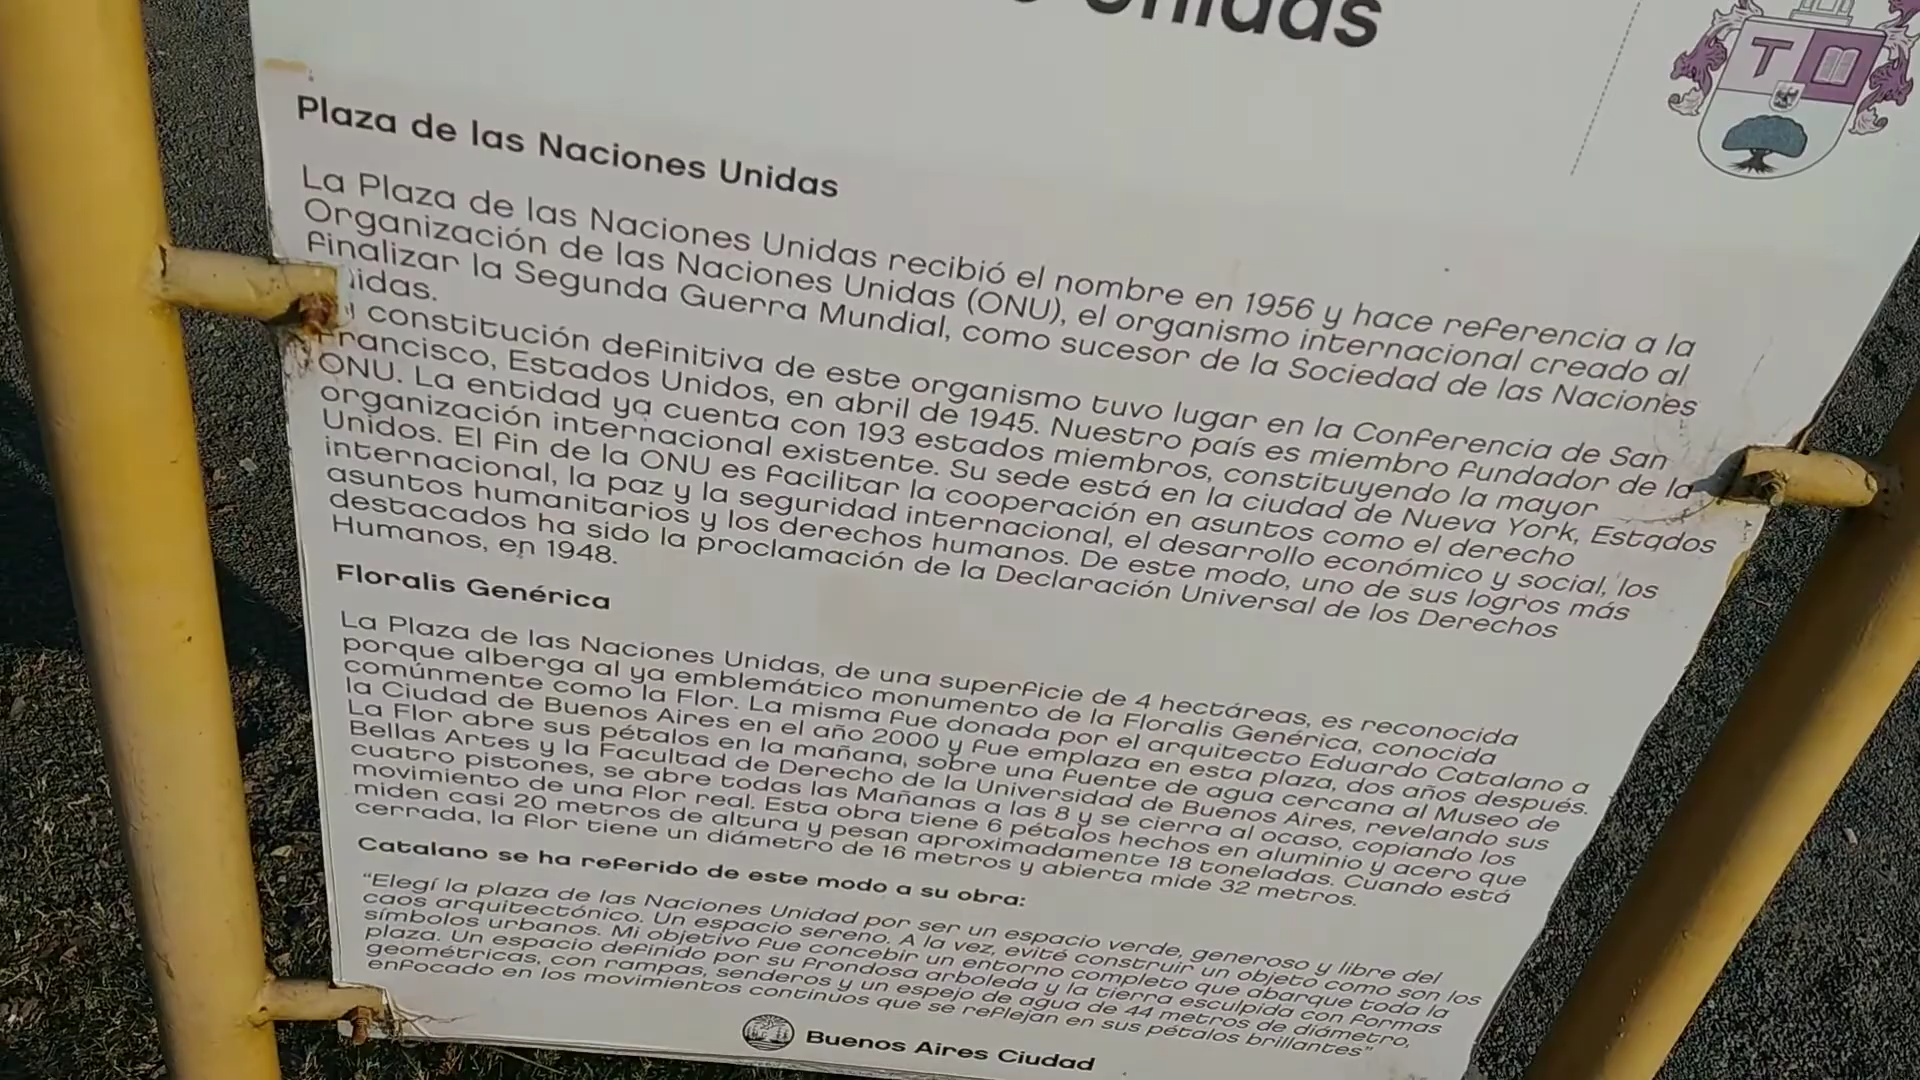 Unidas
T
Plaza de las Naciones Unidas
La Plaza de las Naciones Unidas recibió el nombre en 1956 y hace referencia a la
Organización de las Naciones Unidas (ONU), el organismo internacional creado al
finalizar la Segunda Guerra Mundial, como sucesor de la Sociedad de las Naciones
idas.
constitución definitiva de este organismo tuvo lugar en la Conferencia de San
Francisco, Estados Unidos, en abril de 1945. Nuestro país es miembro fundador de la
ONU. La entidad ya cuenta con 193 estados miembros, constituyendo la mayor
organización internacional existente. Su sede está en la ciudad de Nueva York, Estados
Unidos. El fin de la ONU es facilitar la cooperación en asuntos como el derecho
internacional, la paz y la seguridad internacional, el desarrollo económico y social, los
asuntos humanitarios y los derechos humanos. De este modo, uno de sus logros más
destacados ha sido la proclamación de la Declaración Universal de los Derechos
Humanos, en 1948.
Floralis Genérica
La Plaza de las Naciones Unidas, de una superficie de 4 hectáreas, es reconocida
porque alberga al ya emblemático monumento de la Floralis Genérica, conocida
comúnmente como la Flor. La misma fue donada por el arquitecto Eduardo Catalano a
la Ciudad de Buenos Aires en el año 2000 y fue emplaza en esta plaza, dos años después.
La Flor abre sus pétalos en la mañana, sobre una fuente de agua cercana al Museo de
Bellas Artes y la Facultad de Derecho de la Universidad de Buenos Aires, revelando sus
cuatro pistones, se abre todas las Mañanas a las 8 y se cierra al ocaso, copiando los
movimiento de una flor real. Esta obra tiene 6 pétalos hechos en aluminio y acero que
miden casi 20 metros de altura y pesan aproximadamente 18 toneladas. Cuando está
cerrada, la flor tiene un diámetro de 16 metros y abierta mide 32 metros.
Catalano se ha referido de este modo a su obra:
“Elegí la plaza de las Naciones Unidad por ser un espacio verde, generoso y libre del
caos arquitectónico. Un espacio sereno. A la vez, evité construir un objeto como son los
símbolos urbanos. Mi objetivo fue concebir un entorno completo que abarque toda la
plaza. Un espacio definido por su frondosa arboleda y la tierra esculpida con formas
geométricas, con rampas, senderos y un espejo de agua de 44 metros de diámetro,
enfocado en los movimientos continuos que se reflejan en sus pétalos brillantes”
Buenos Aires Ciudad